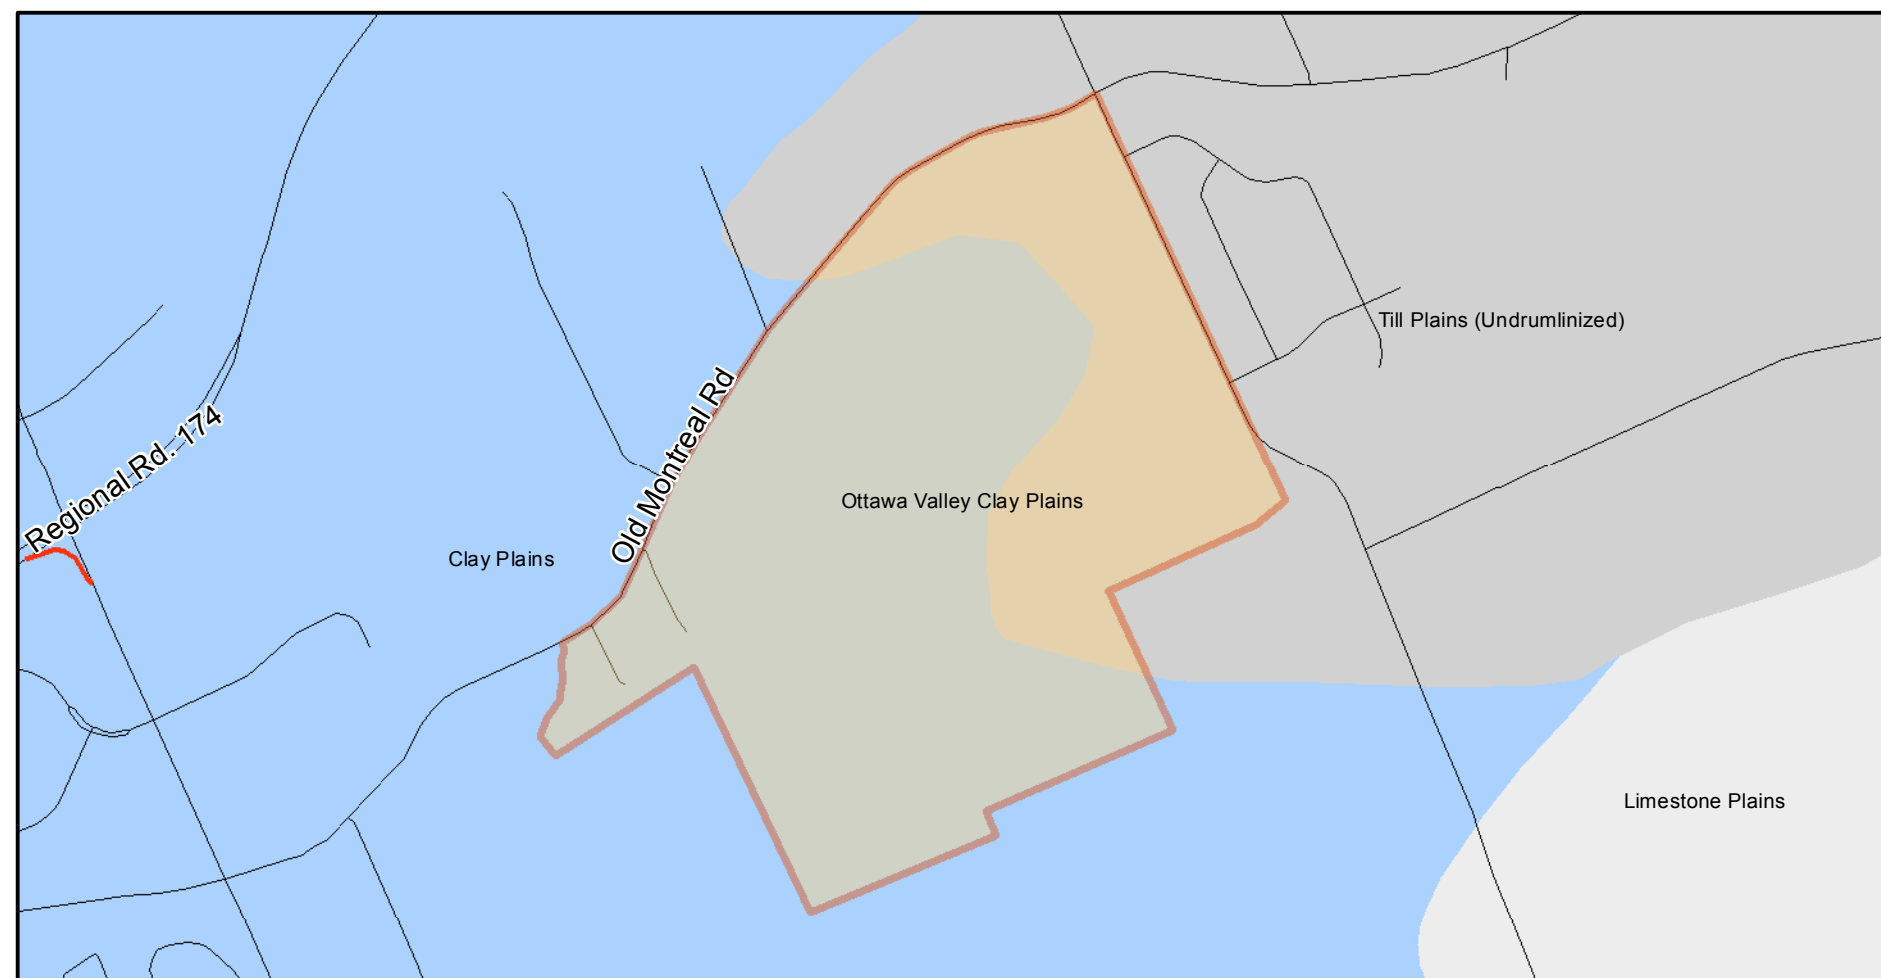 Till Plains (Undrumlinized)
Old Montreal Rd
Regional Rd. 174
Ottawa Valley Clay Plains
Clay Plains
Limestone Plains